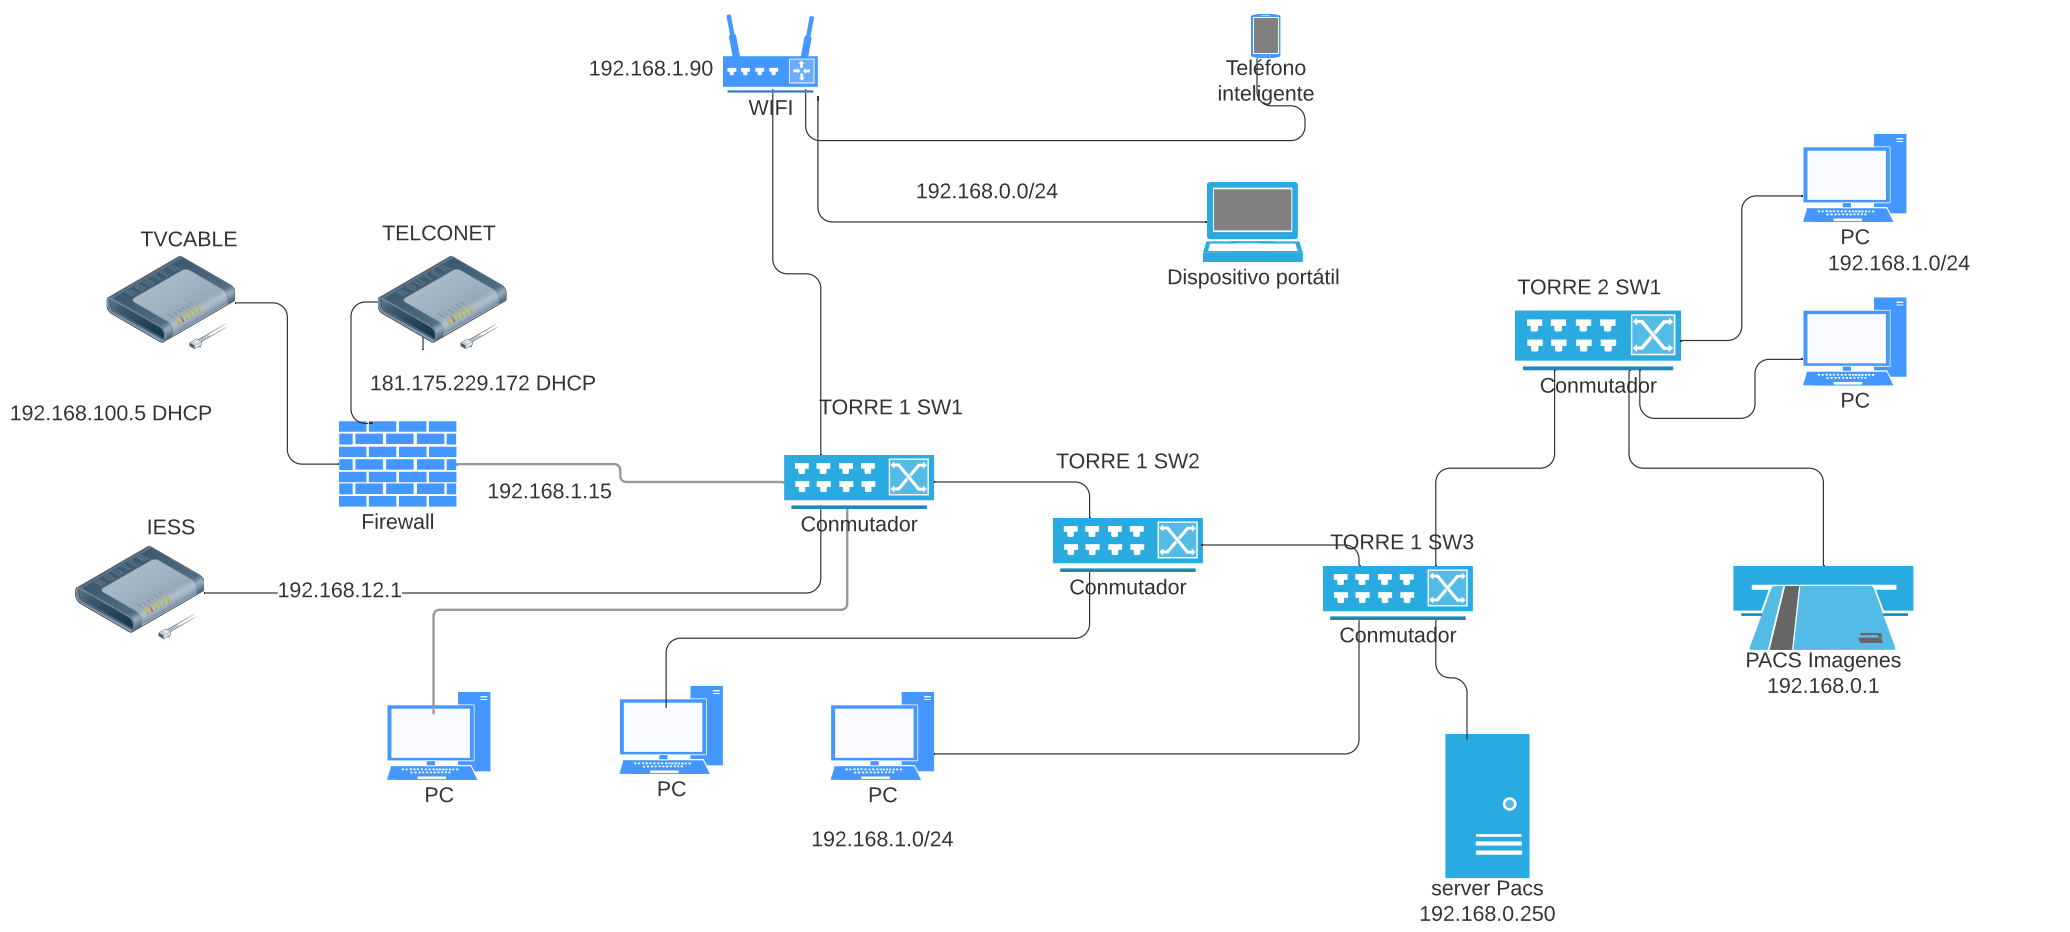 192.168.1.90
WIFI
Teléfono
inteligente
192.168.0.0/24
Dispositivo portátil
PC
192.168.1.0/24
TVCABLE
TELCONET
TORRE 2 SW1
Conmutador
PC
181.175.229.172 DHCP
192.168.100.5 DHCP
TORRE 1 SW1
Firewall
192.168.1.15
Conmutador
TORRE 1 SW2
Conmutador
TORRE 1 SW3
Conmutador
IESS
192.168.12.1
PACS Imagenes
192.168.0.1
PC
PC
PC
192.168.1.0/24
server Pacs
192.168.0.250